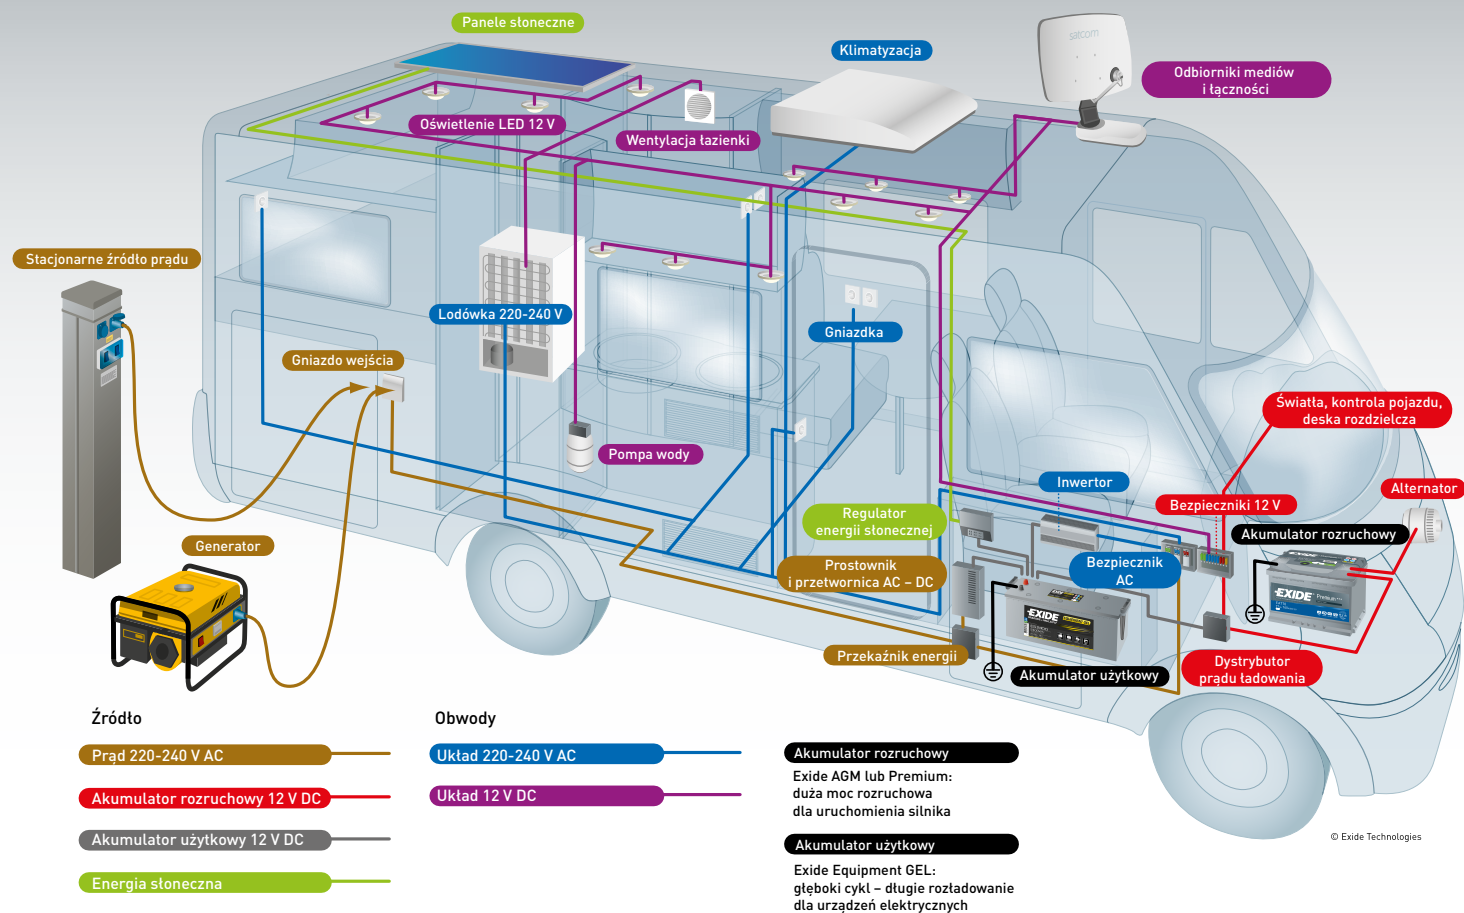 Panele słoneczne
Klimatyzacja
satcom
Odbiorniki mediów
i łączności
Oświetlenie LED 12 V
Wentylacja łazienki
Stacjonarne źródło prądu
Lodówka 220-240 V
Gniazdka
Gniazdo wejścia
Światła, kontrola pojazdu,
deska rozdzielcza
Pompa wody
Inwertor
Alternator
Bezpieczniki 12 V
Regulator
energii słonecznej
Akumulator rozruchowy
Generator
Prostownik
i przetwornica AC – DC
Bezpiecznik
AC
EXIDE
EXIDE
Premium
EXIDE
Przekaźnik energii
Akumulator użytkowy
Dystrybutor
prądu ładowania
Źródło
Prąd 220-240 V AC
Akumulator rozruchowy 12 V DC
Akumulator użytkowy 12 V DC
Energia słoneczna
Obwody
Układ 220-240 V AC
Układ 12 V DC
Akumulator rozruchowy
Exide AGM lub Premium:
duża moc rozruchowa
dla uruchomienia silnika
Akumulator użytkowy
Exide Equipment GEL:
głęboki cykl – długie rozładowanie
dla urządzeń elektrycznych
© Exide Technologies